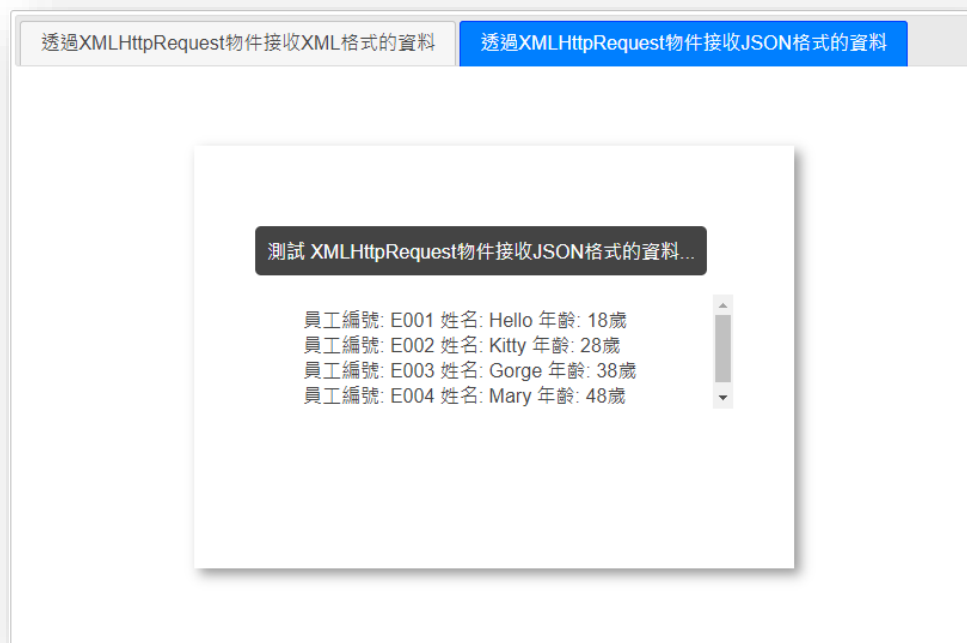 透過XMLHttpRequest物件接收XML格式的資料
透過XMLHttpRequest物件接收JSON格式的資料
測試 XMLHttpRequest物件接收JSON格式的資料...
員工編號: E001 姓名: Hello 年齡: 18歲
員工編號: E002 姓名: Kitty 年齡: 28歲
員工編號: E003 姓名: Gorge 年齡: 38歲
員工編號: E004 姓名: Mary 年齡: 48歲